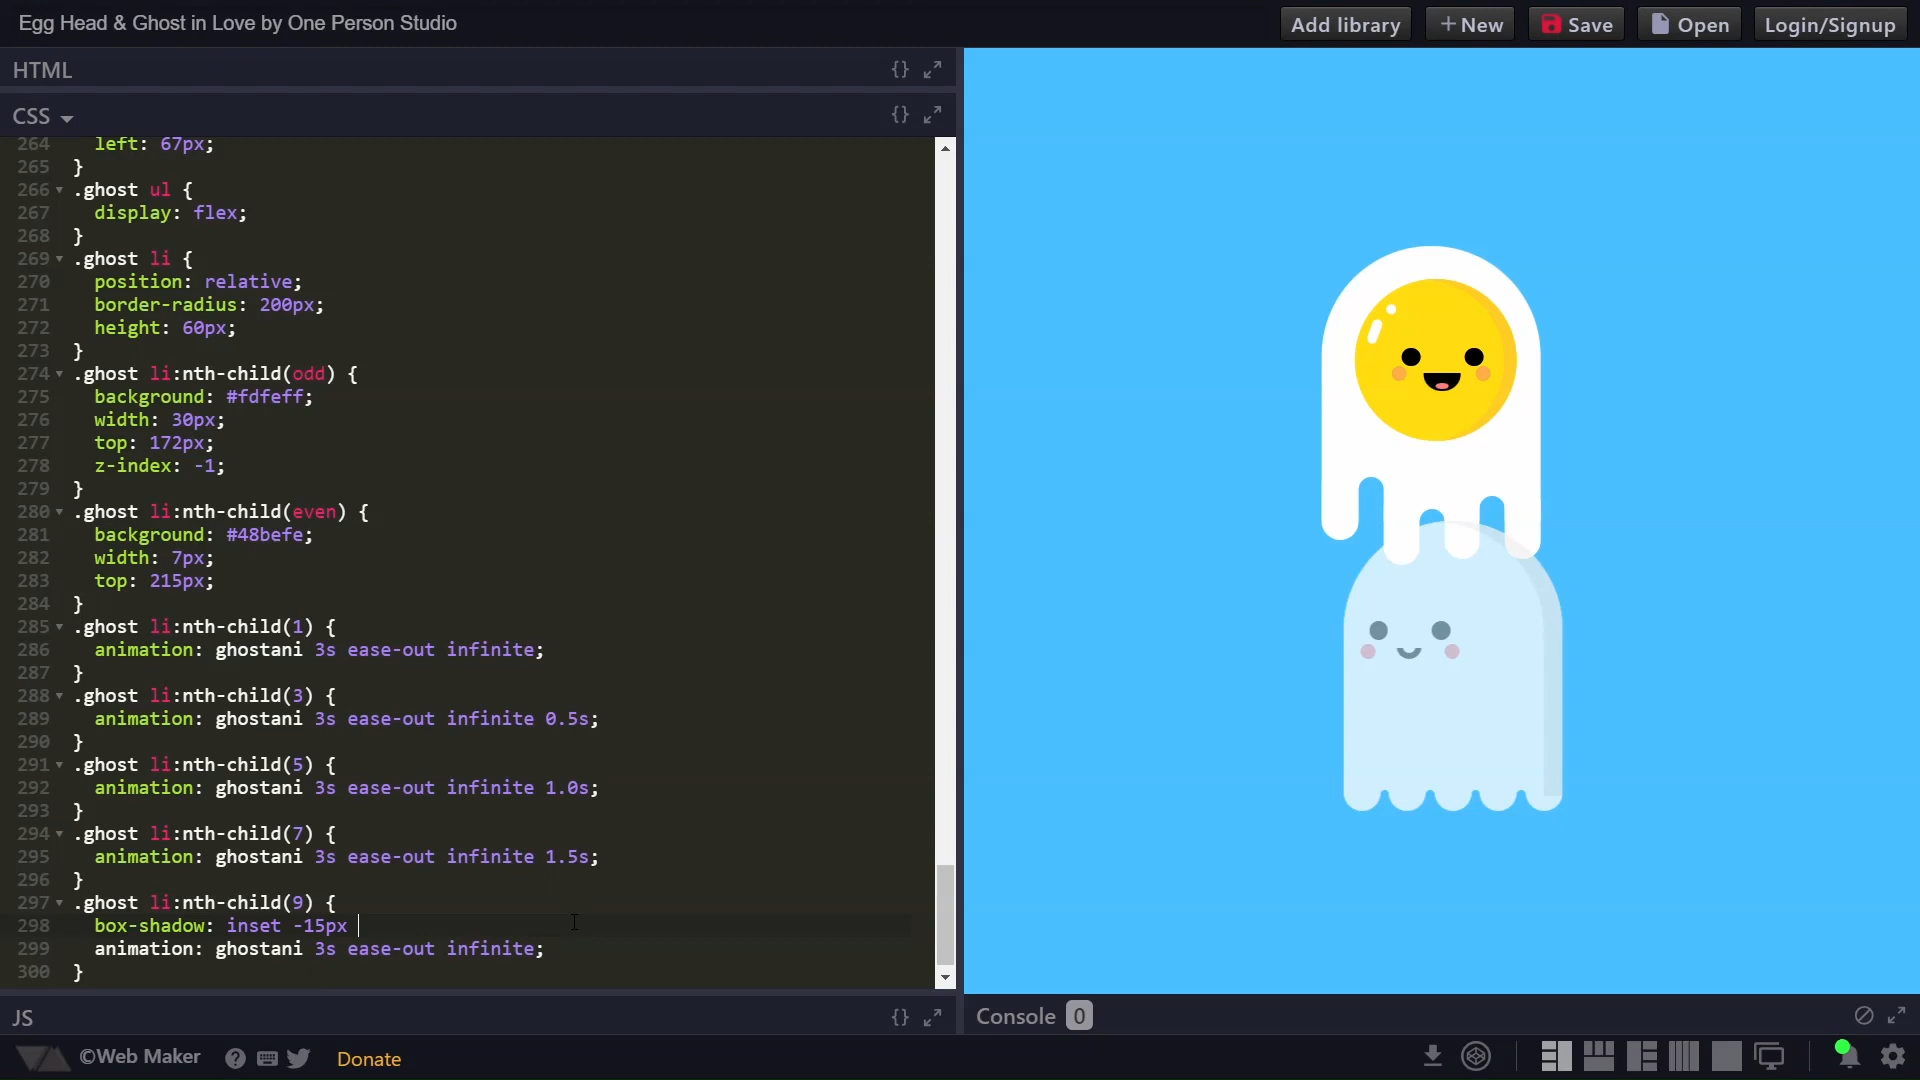 Egg Head & Ghost in Love by One Person Studio
Add library
+ New
Save
Open
Login/Signup
HTML
{}
CSS
{}
264 left: 67px;
265 }
266 .ghost ul {
267 display: flex;
268 }
269 .ghost li {
270 position: relative;
271 border-radius: 200px;
272 height: 60px;
273 }
274 .ghost li:nth-child(odd) {
275 background: #fdfeff;
276 width: 30px;
277 top: 172px;
278 z-index: -1;
279 }
280 .ghost li:nth-child(even) {
281 background: #48befe;
282 width: 7px;
283 top: 215px;
284 }
285 .ghost li:nth-child(1) {
286 animation: ghostani 3s ease-out infinite;
287 }
288 .ghost li:nth-child(3) {
289 animation: ghostani 3s ease-out infinite 0.5s;
290 }
291 .ghost li:nth-child(5) {
292 animation: ghostani 3s ease-out infinite 1.0s;
293 }
294 .ghost li:nth-child(7) {
295 animation: ghostani 3s ease-out infinite 1.5s;
296 }
297 .ghost li:nth-child(9) {
298 box-shadow: inset -15px
299 animation: ghostani 3s ease-out infinite;
300 }
JS
{}
Console 0
©Web Maker
?
Donate